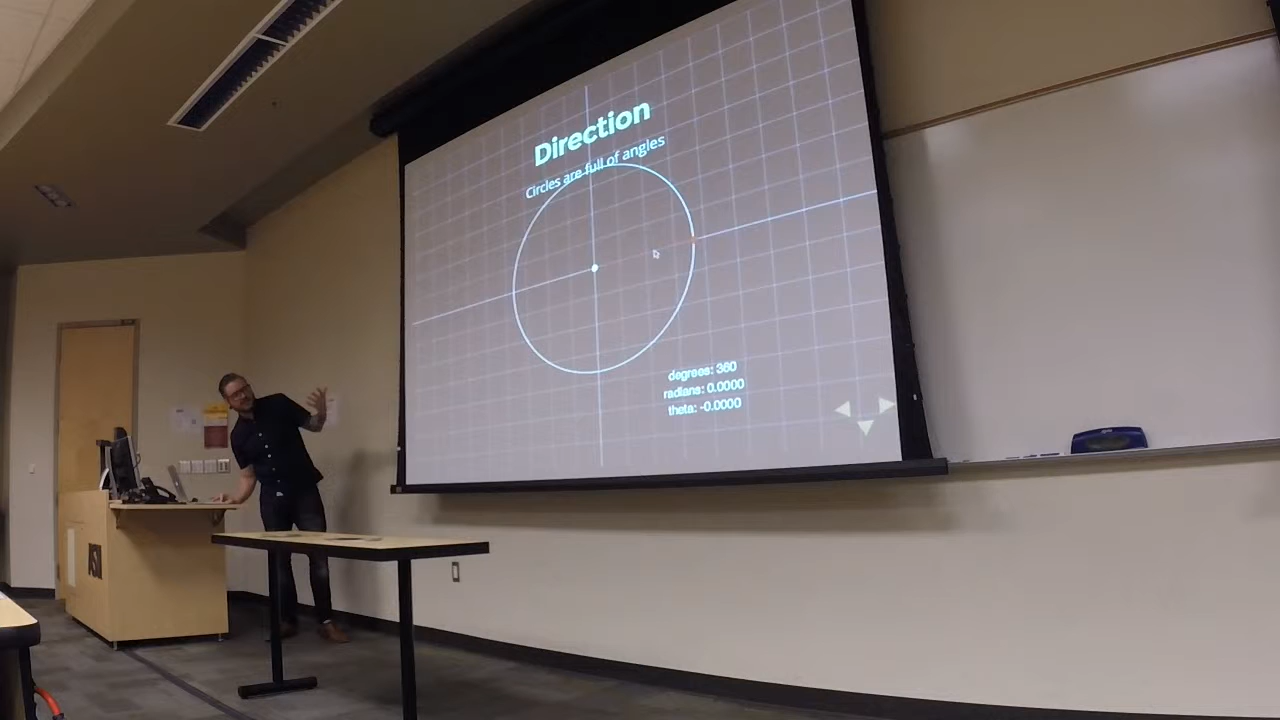 Direction
Circles are full of angles
degrees: 360
radians: 0.0000
theta: -0.0000